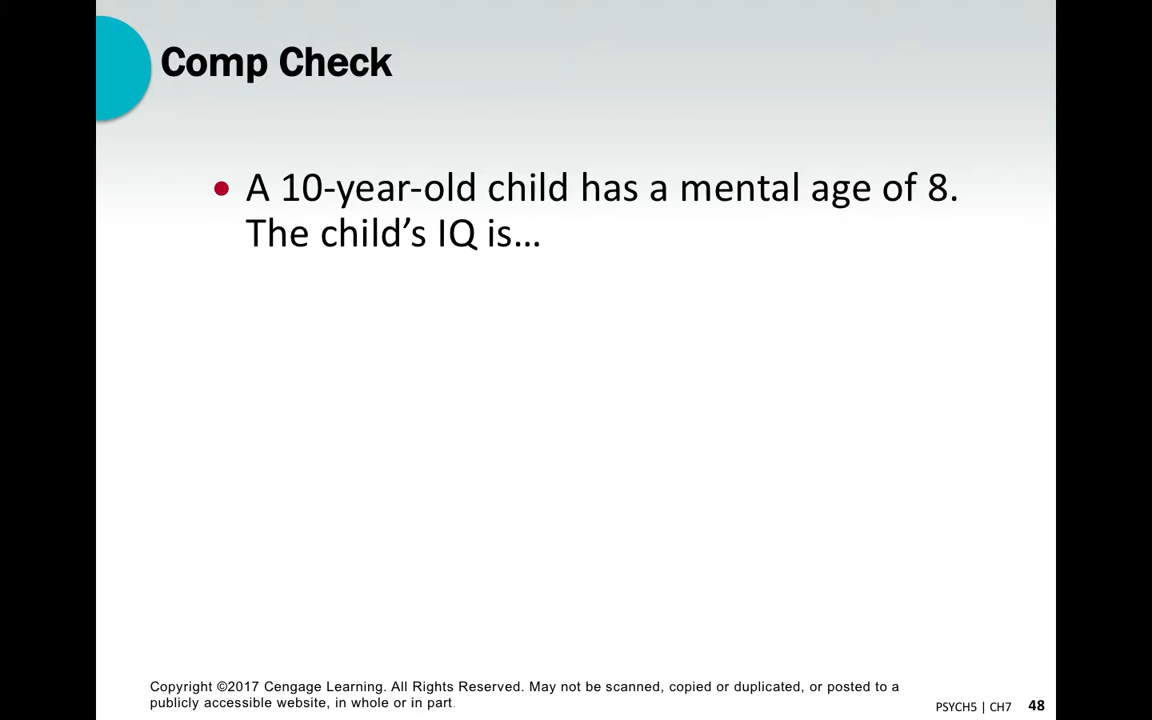 Comp Check
• A 10-year-old child has a mental age of 8.
The child’s IQ is…
Copyright ©2017 Cengage Learning. All Rights Reserved. May not be scanned, copied or duplicated, or posted to a
publicly accessible website, in whole or in part.
PSYCH5 | CH7 48